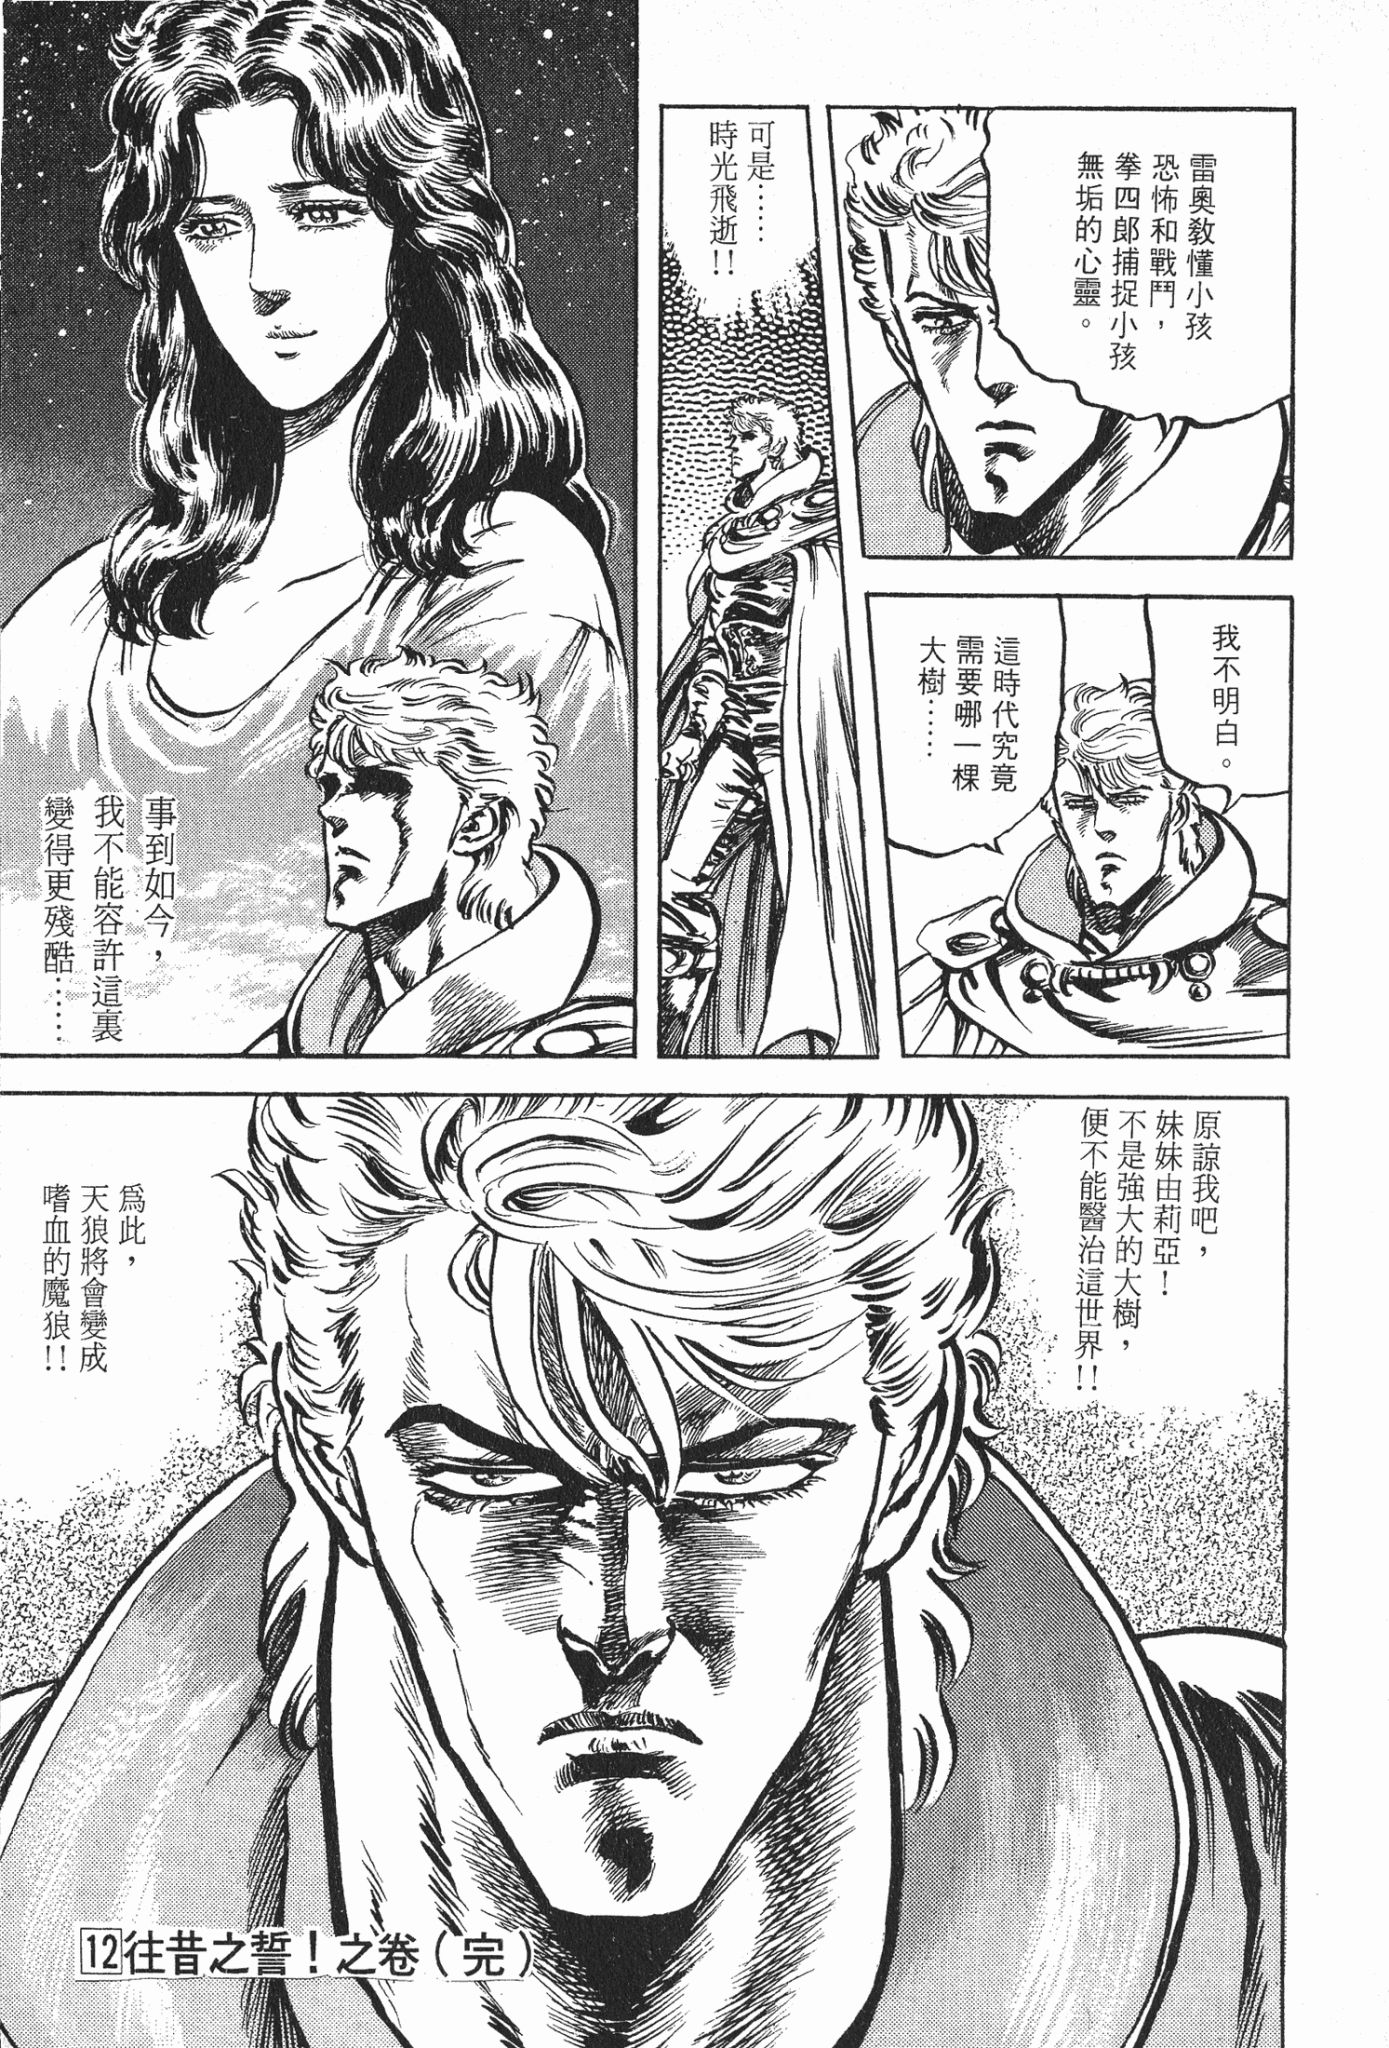 雷奧教懂小孩
恐怖和戰鬥，
拳四郎捕捉小孩
無垢的心靈。
我不明白。
這時代究竟
需要哪一棵
大樹……
可是……
時光飛逝!!
事到如今，
我不能容許這裏
變得更殘酷……
原諒我吧，
妹妹由莉亞！
不是強大的大樹，
便不能醫治這世界!!
爲此，
天狼將會變成
嗜血的魔狼!!
12往昔之誓！之卷（完）